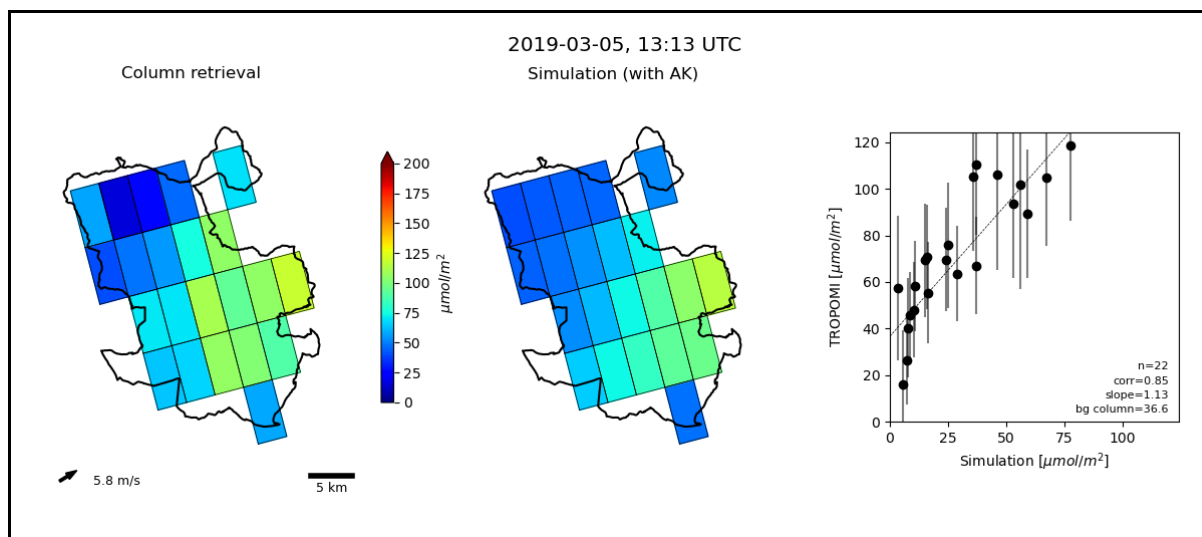 2019-03-05, 13:13 UTC
Column retrieval
Simulation (with AK)
200
175
150
125
100
75
50
25
0
μmol/m²
5.8 m/s
5 km
120
100
80
60
40
20
0
TROPOMI [μmol/m²]
n=22
corr=0.85
slope=1.13
bg column=36.6
0 25 50 75 100
Simulation [μmol/m²]